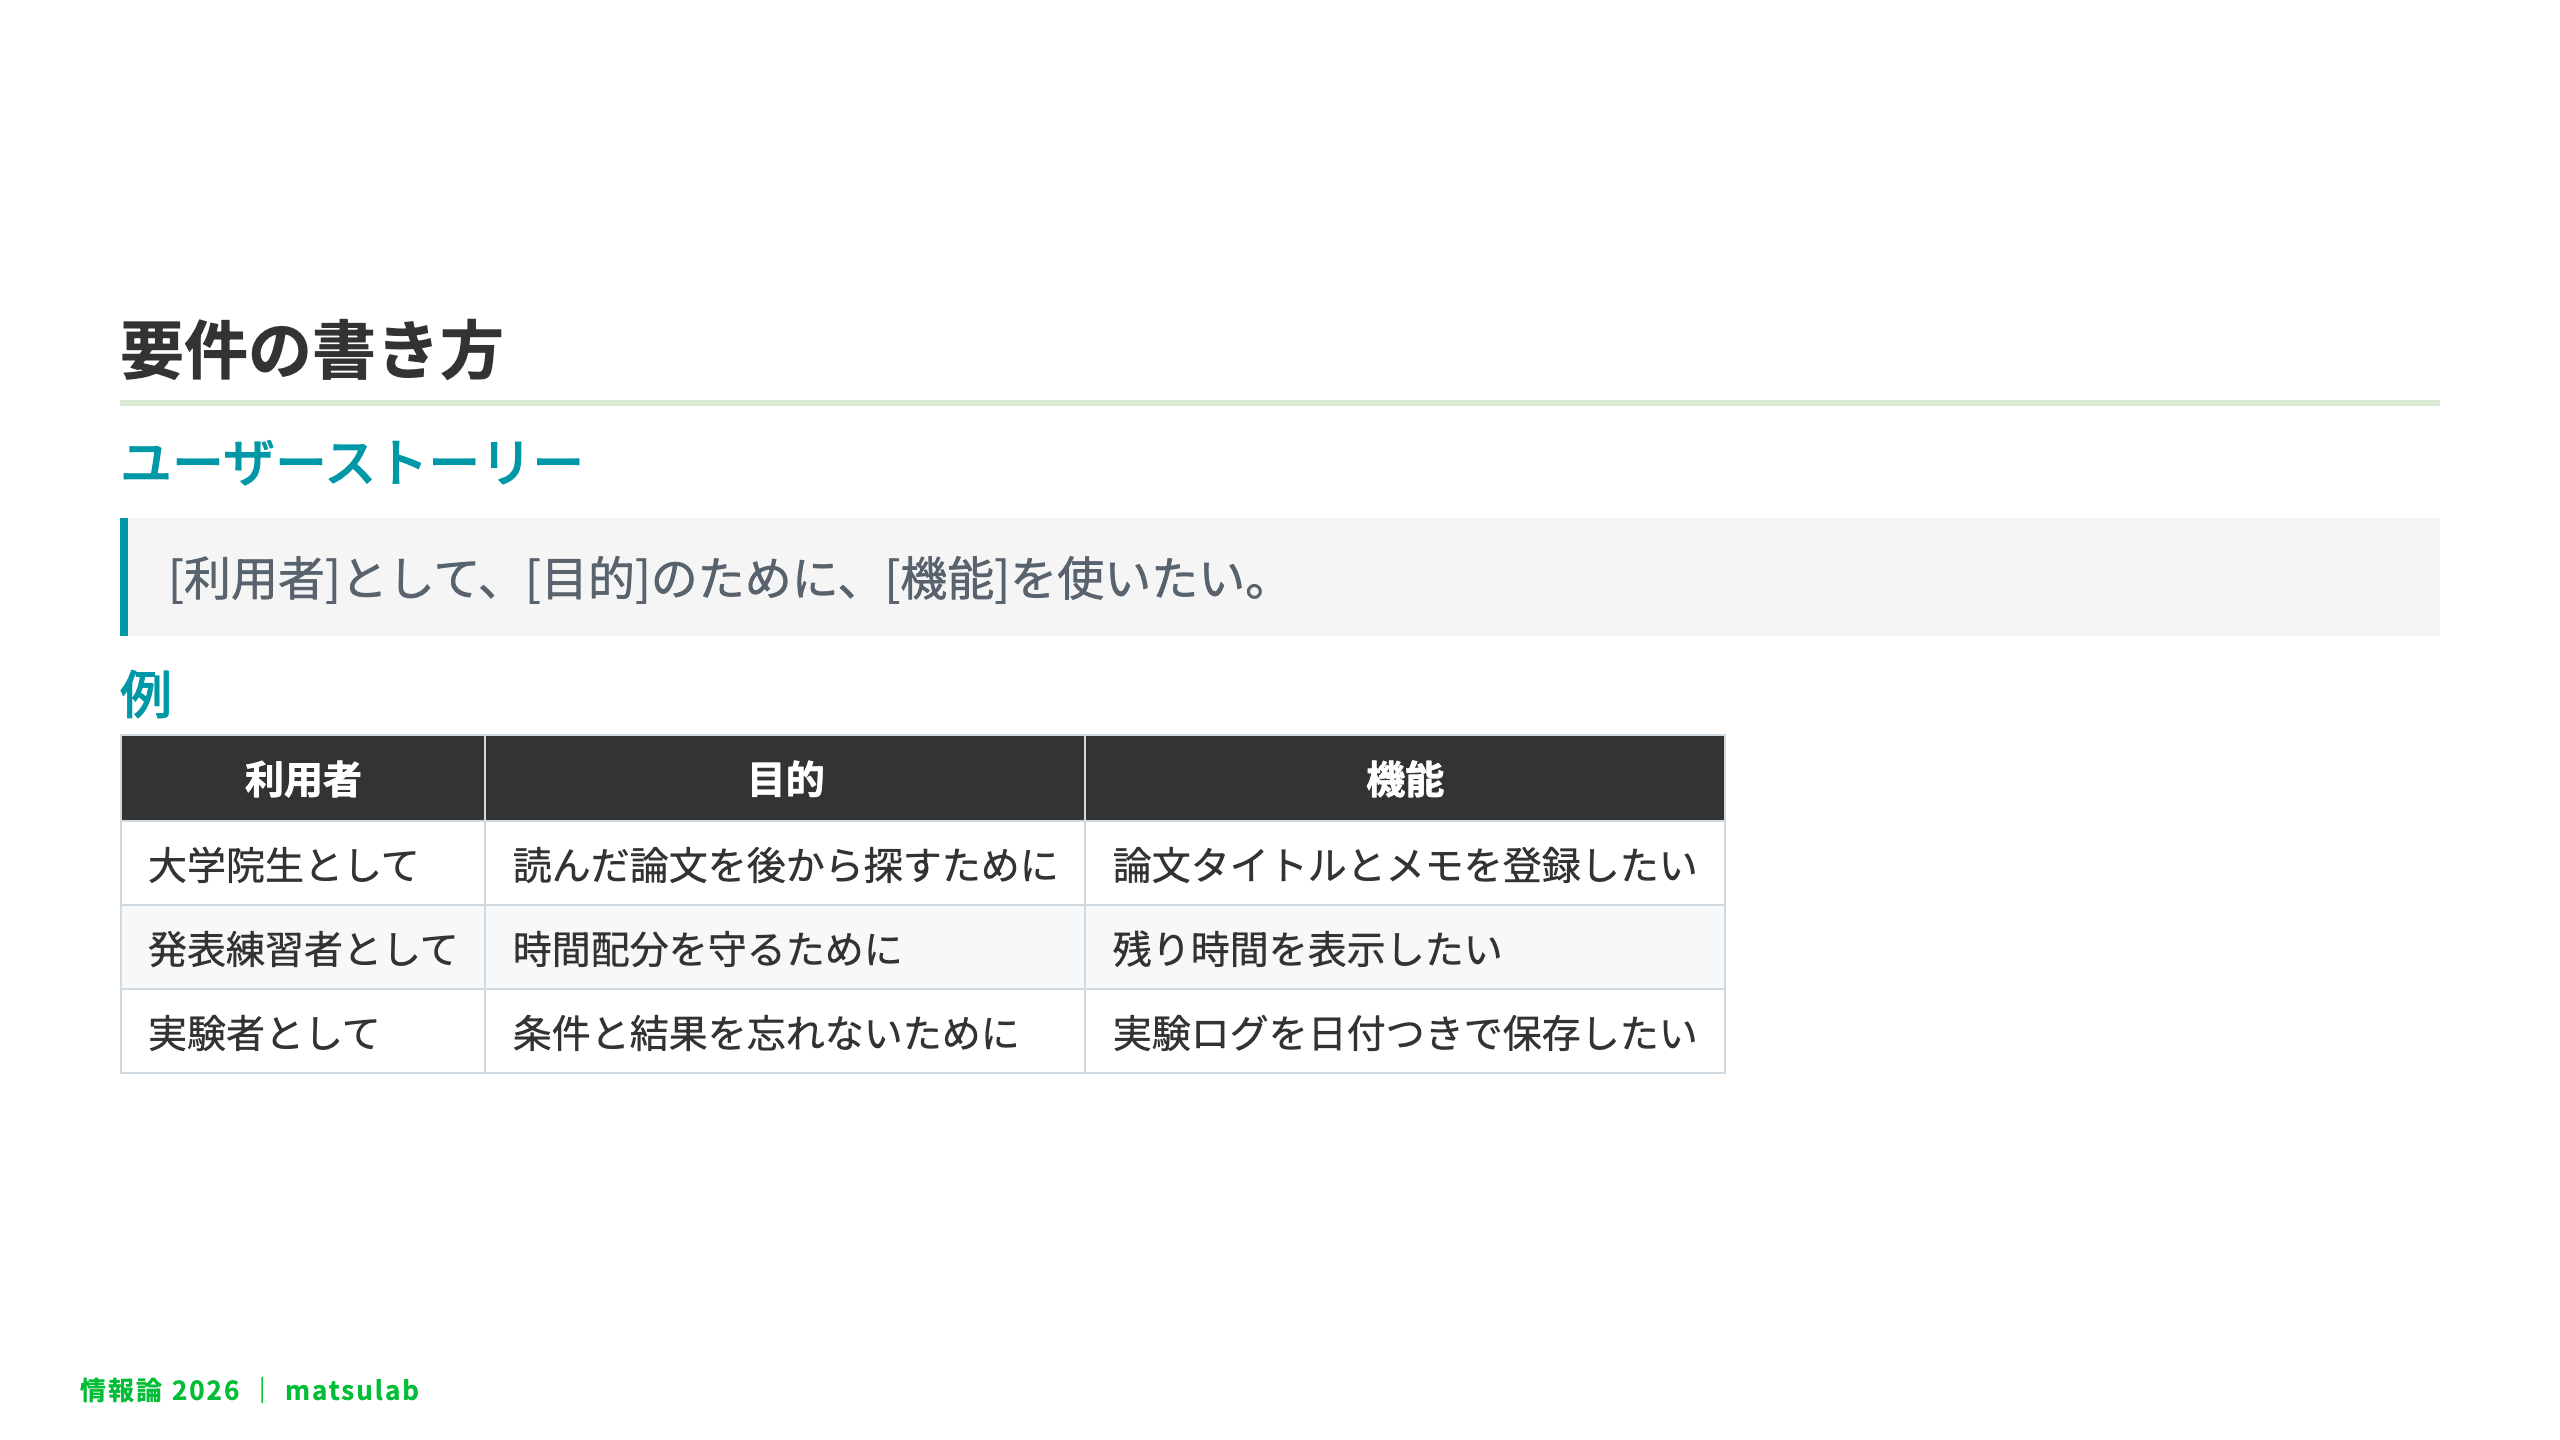 要件の書き方
ユーザーストーリー
[利用者]として、[目的]のために、[機能]を使いたい。
例
利用者 目的 機能
大学院生として 読んだ論文を後から探すために 論文タイトルとメモを登録したい
発表練習者として 時間配分を守るために 残り時間を表示したい
実験者として 条件と結果を忘れないために 実験ログを日付つきで保存したい
情報論 2026 ｜ matsulab